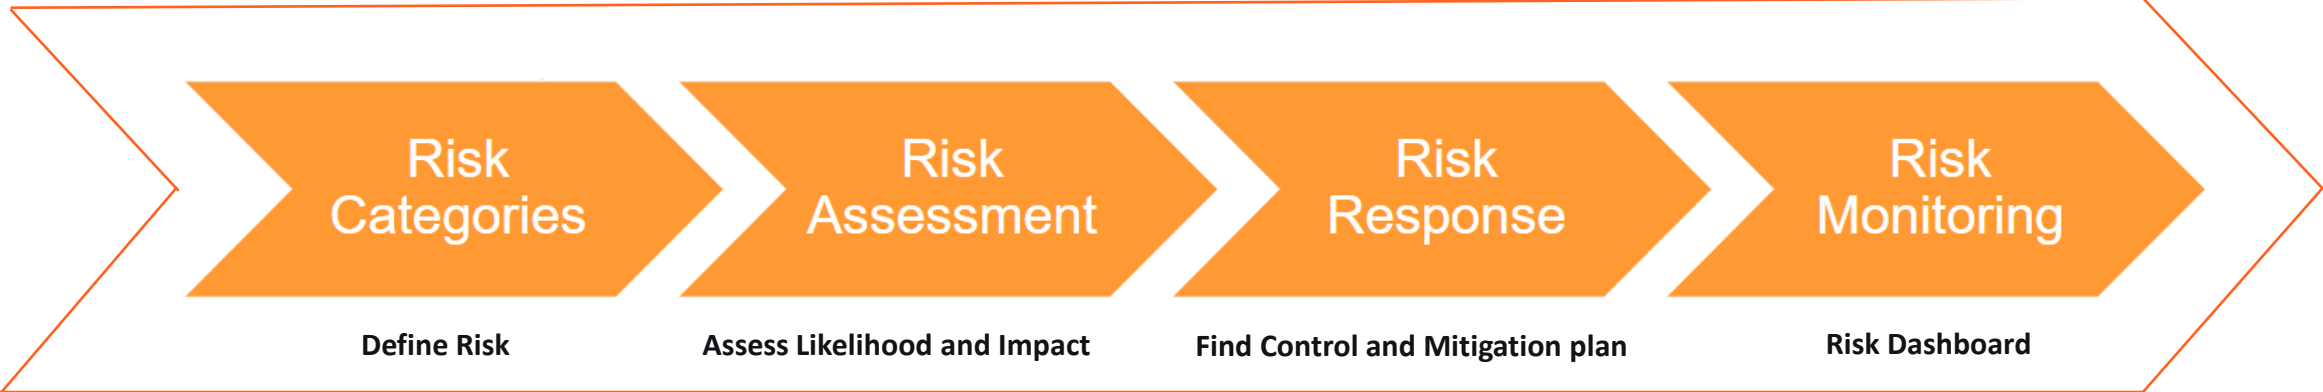 Risk
Categories
Risk
Assessment
Risk
Response
Risk
Monitoring
Define Risk
Assess Likelihood and Impact
Find Control and Mitigation plan
Risk Dashboard